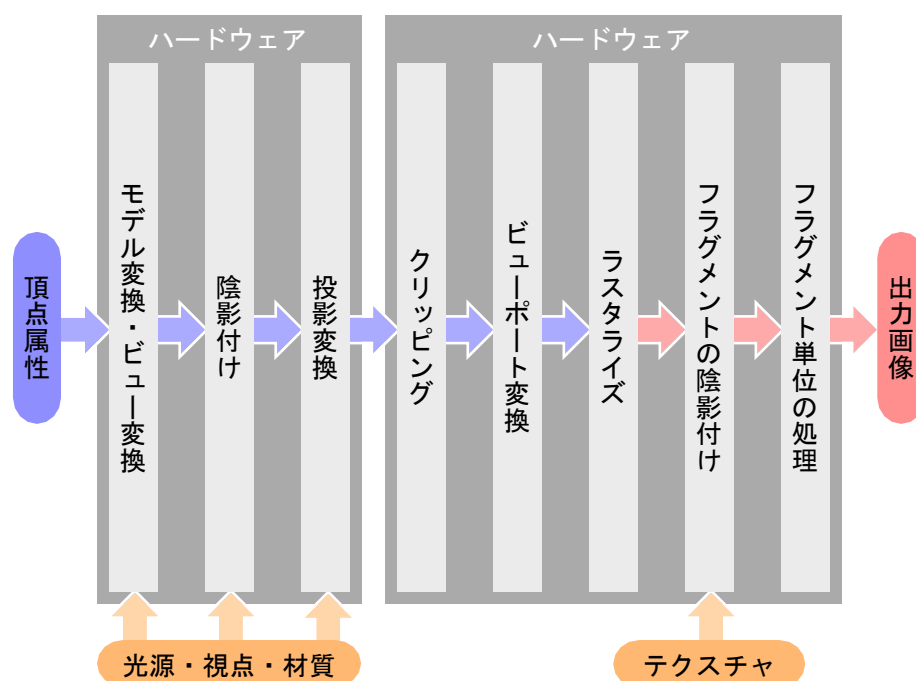 ハードウェア
ハードウェア
頂点属性
モデル変換・ビュー変換
陰影付け
投影変換
クリッピング
ビューポート変換
ラスタライズ
フラグメントの陰影付け
フラグメント単位の処理
出力画像
光源・視点・材質
テクスチャ